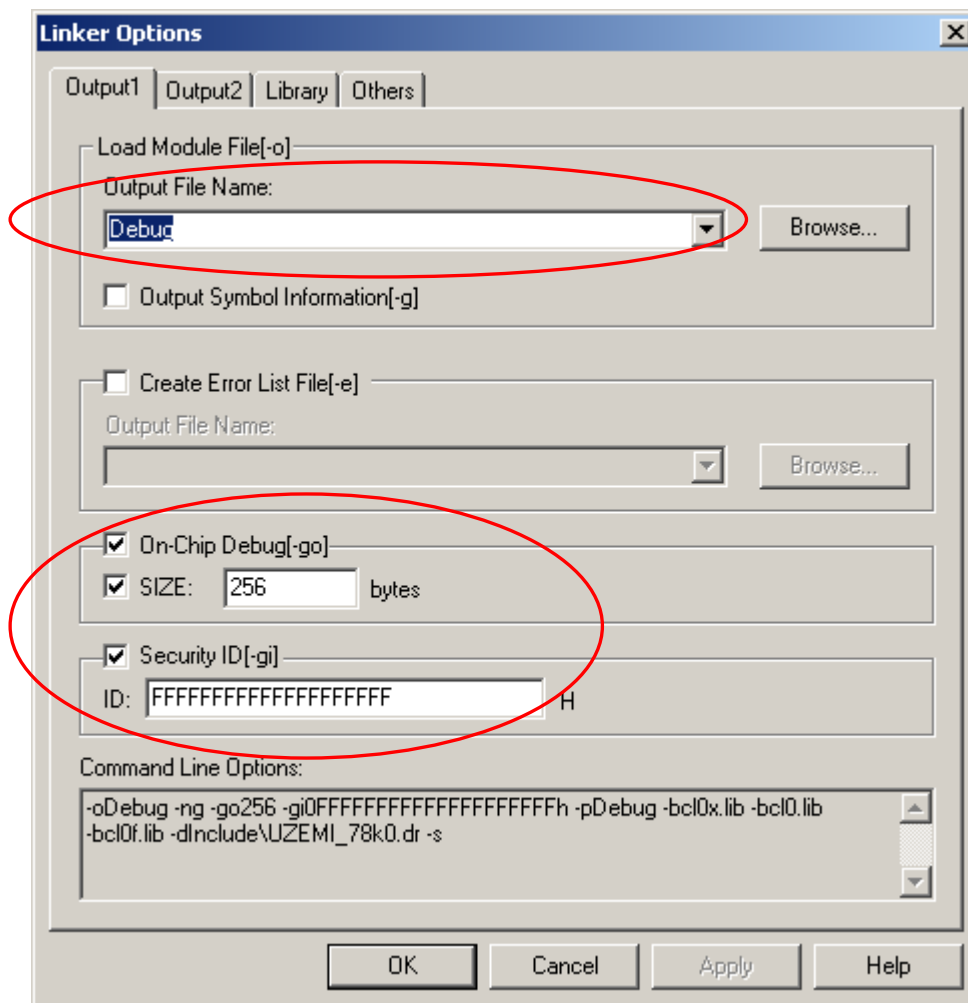 Linker Options
Output1 Output2 Library Others
Load Module File[-o]
Output File Name:
Debug
Browse...
Output Symbol Information[-g]
Create Error List File[-e]
Output File Name:
Browse...
On-Chip Debug[-go]
SIZE: 256 bytes
Security ID[-gi]
ID: FFFFFFFFFFFFFFFFFFFF H
Command Line Options:
-oDebug -ng -go256 -gi0FFFFFFFFFFFFFFFFFFFFh -pDebug -bcl0x.lib -bcl0.lib
-bcl0f.lib -dInclude\UZEMI_78k0.dr -s
OK Cancel Apply Help